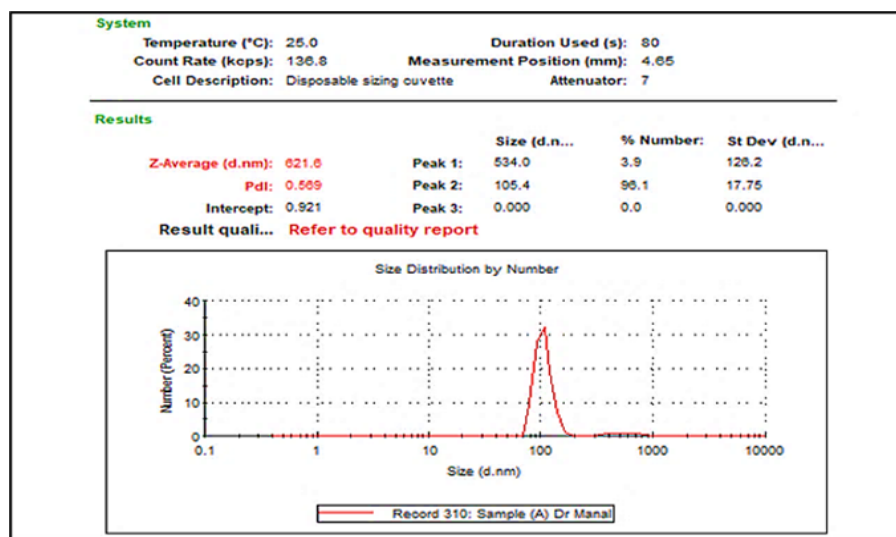 System
Temperature (°C): 25.0 Duration Used (s): 80
Count Rate (kcps): 136.8 Measurement Position (mm): 4.65
Cell Description: Disposable sizing cuvette Attenuator: 7
Results
Size (d.n... % Number: St Dev (d.n...
Z-Average (d.nm): 621.6 Peak 1: 534.0 3.9 126.2
PdI: 0.569 Peak 2: 105.4 96.1 17.75
Intercept: 0.921 Peak 3: 0.000 0.0 0.000
Result quali... Refer to quality report
Size Distribution by Number
Number (Percent)
40
30
20
10
0
0.1 1 10 100 1000 10000
Size (d.nm)
Record 310: Sample (A) Dr Manal